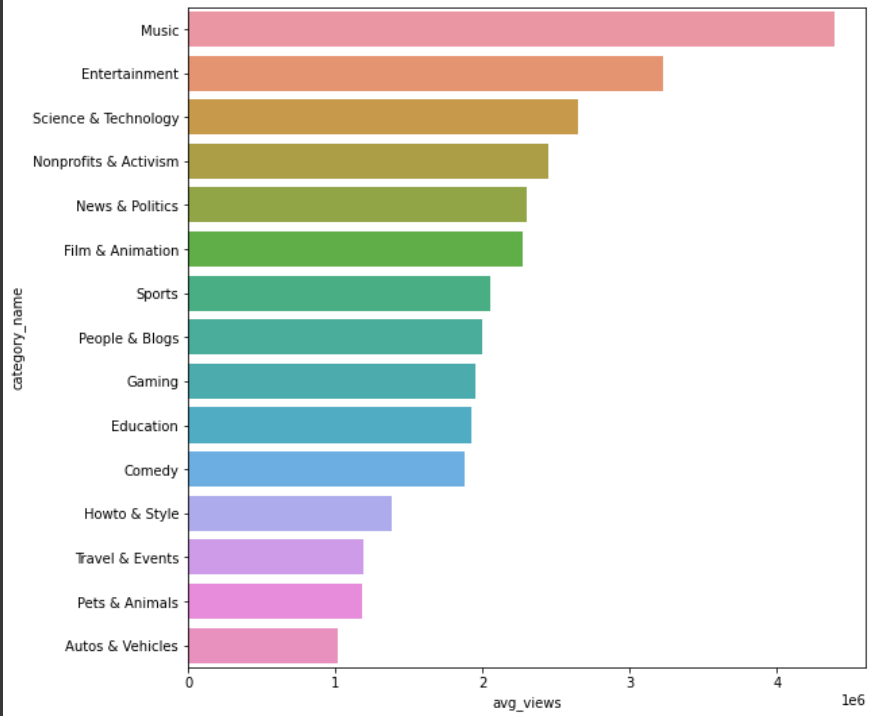 Music
Entertainment
Science & Technology
Nonprofits & Activism
News & Politics
Film & Animation
Sports
People & Blogs
Gaming
Education
Comedy
Howto & Style
Travel & Events
Pets & Animals
Autos & Vehicles
category_name
0 1 2 3 4
1e6
avg_views